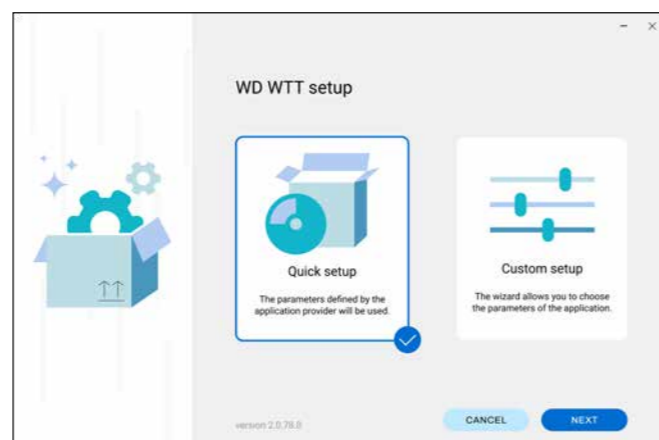 WD WTT setup
Quick setup
The parameters defined by the
application provider will be used.
Custom setup
The wizard allows you to choose
the parameters of the application.
version 2.0.78.0
CANCEL
NEXT